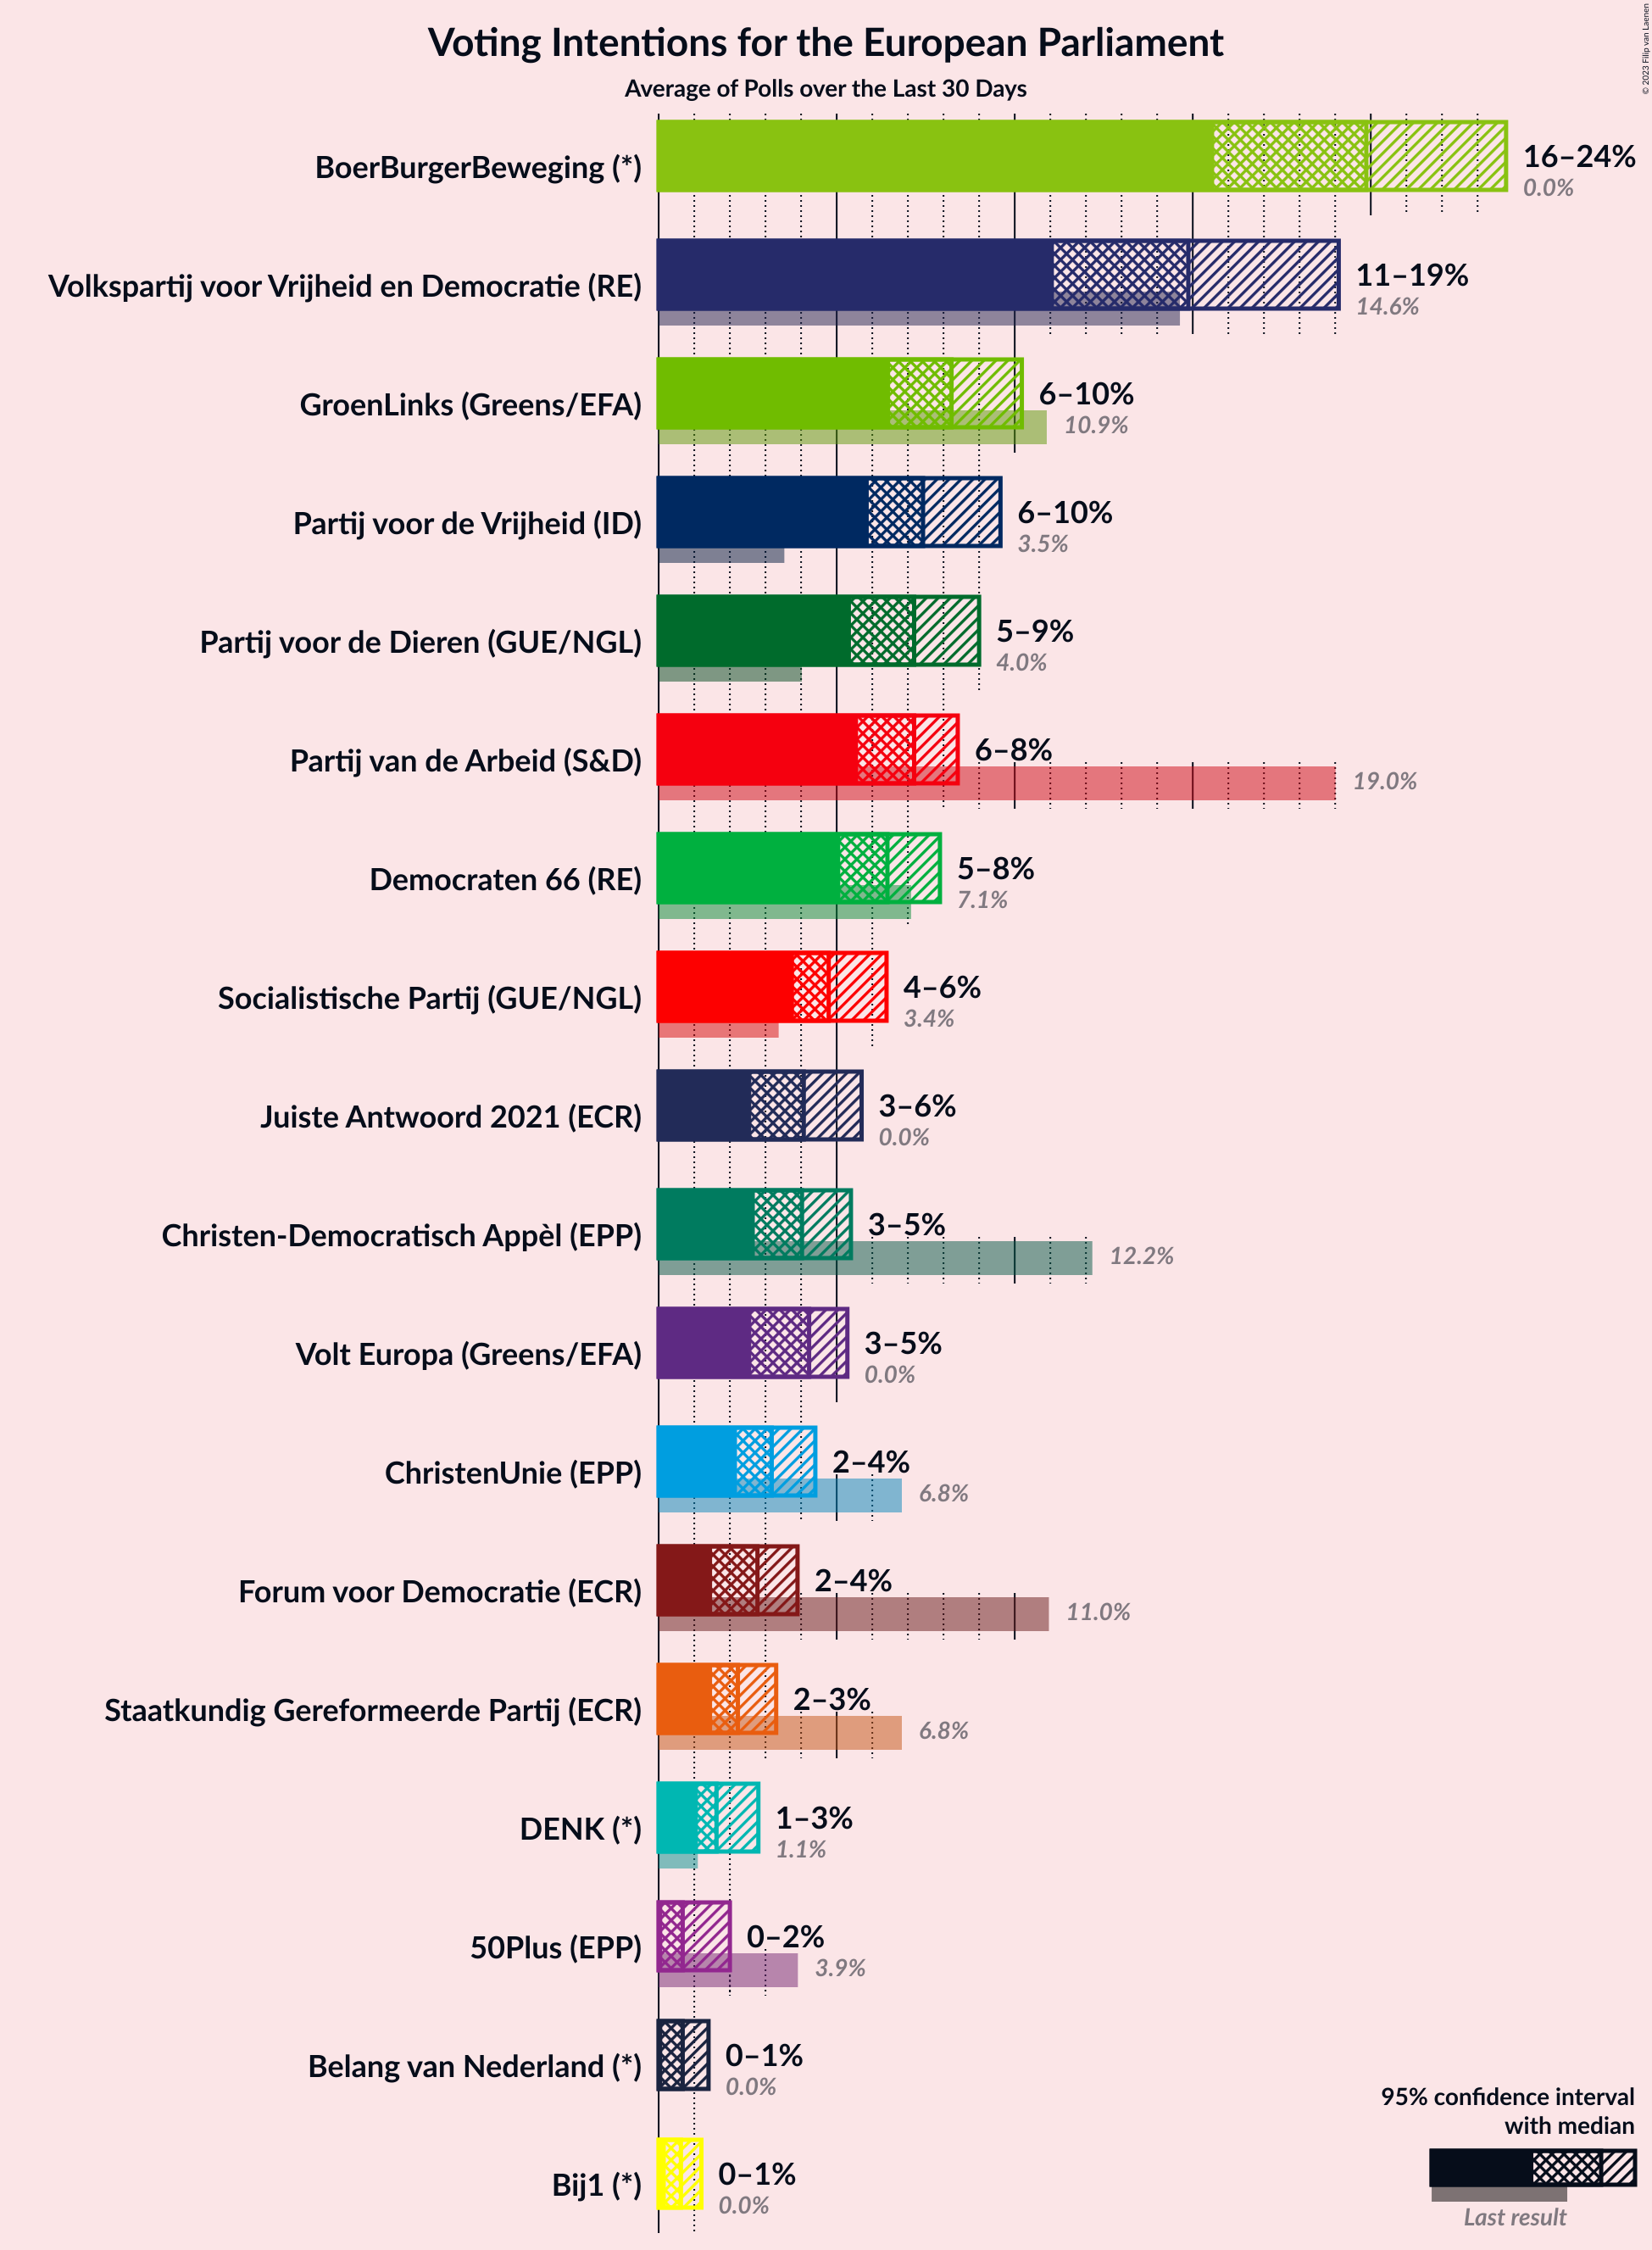 © 2023 Filip van Laenen
Voting Intentions for the European Parliament
Average of Polls over the Last 30 Days
BoerBurgerBeweging (*)
16–24%
0.0%
Volkspartij voor Vrijheid en Democratie (RE)
11–19%
14.6%
GroenLinks (Greens/EFA)
6–10%
10.9%
Partij voor de Vrijheid (ID)
6–10%
3.5%
Partij voor de Dieren (GUE/NGL)
5–9%
4.0%
Partij van de Arbeid (S&D)
6–8%
19.0%
Democraten 66 (RE)
5–8%
7.1%
Socialistische Partij (GUE/NGL)
4–6%
3.4%
Juiste Antwoord 2021 (ECR)
3–6%
0.0%
Christen-Democratisch Appèl (EPP)
3–5%
12.2%
Volt Europa (Greens/EFA)
3–5%
0.0%
ChristenUnie (EPP)
2–4%
6.8%
Forum voor Democratie (ECR)
2–4%
11.0%
Staatkundig Gereformeerde Partij (ECR)
2–3%
6.8%
DENK (*)
1–3%
1.1%
50Plus (EPP)
0–2%
3.9%
Belang van Nederland (*)
0–1%
0.0%
Bij1 (*)
0–1%
0.0%
95% confidence interval
with median
Last result